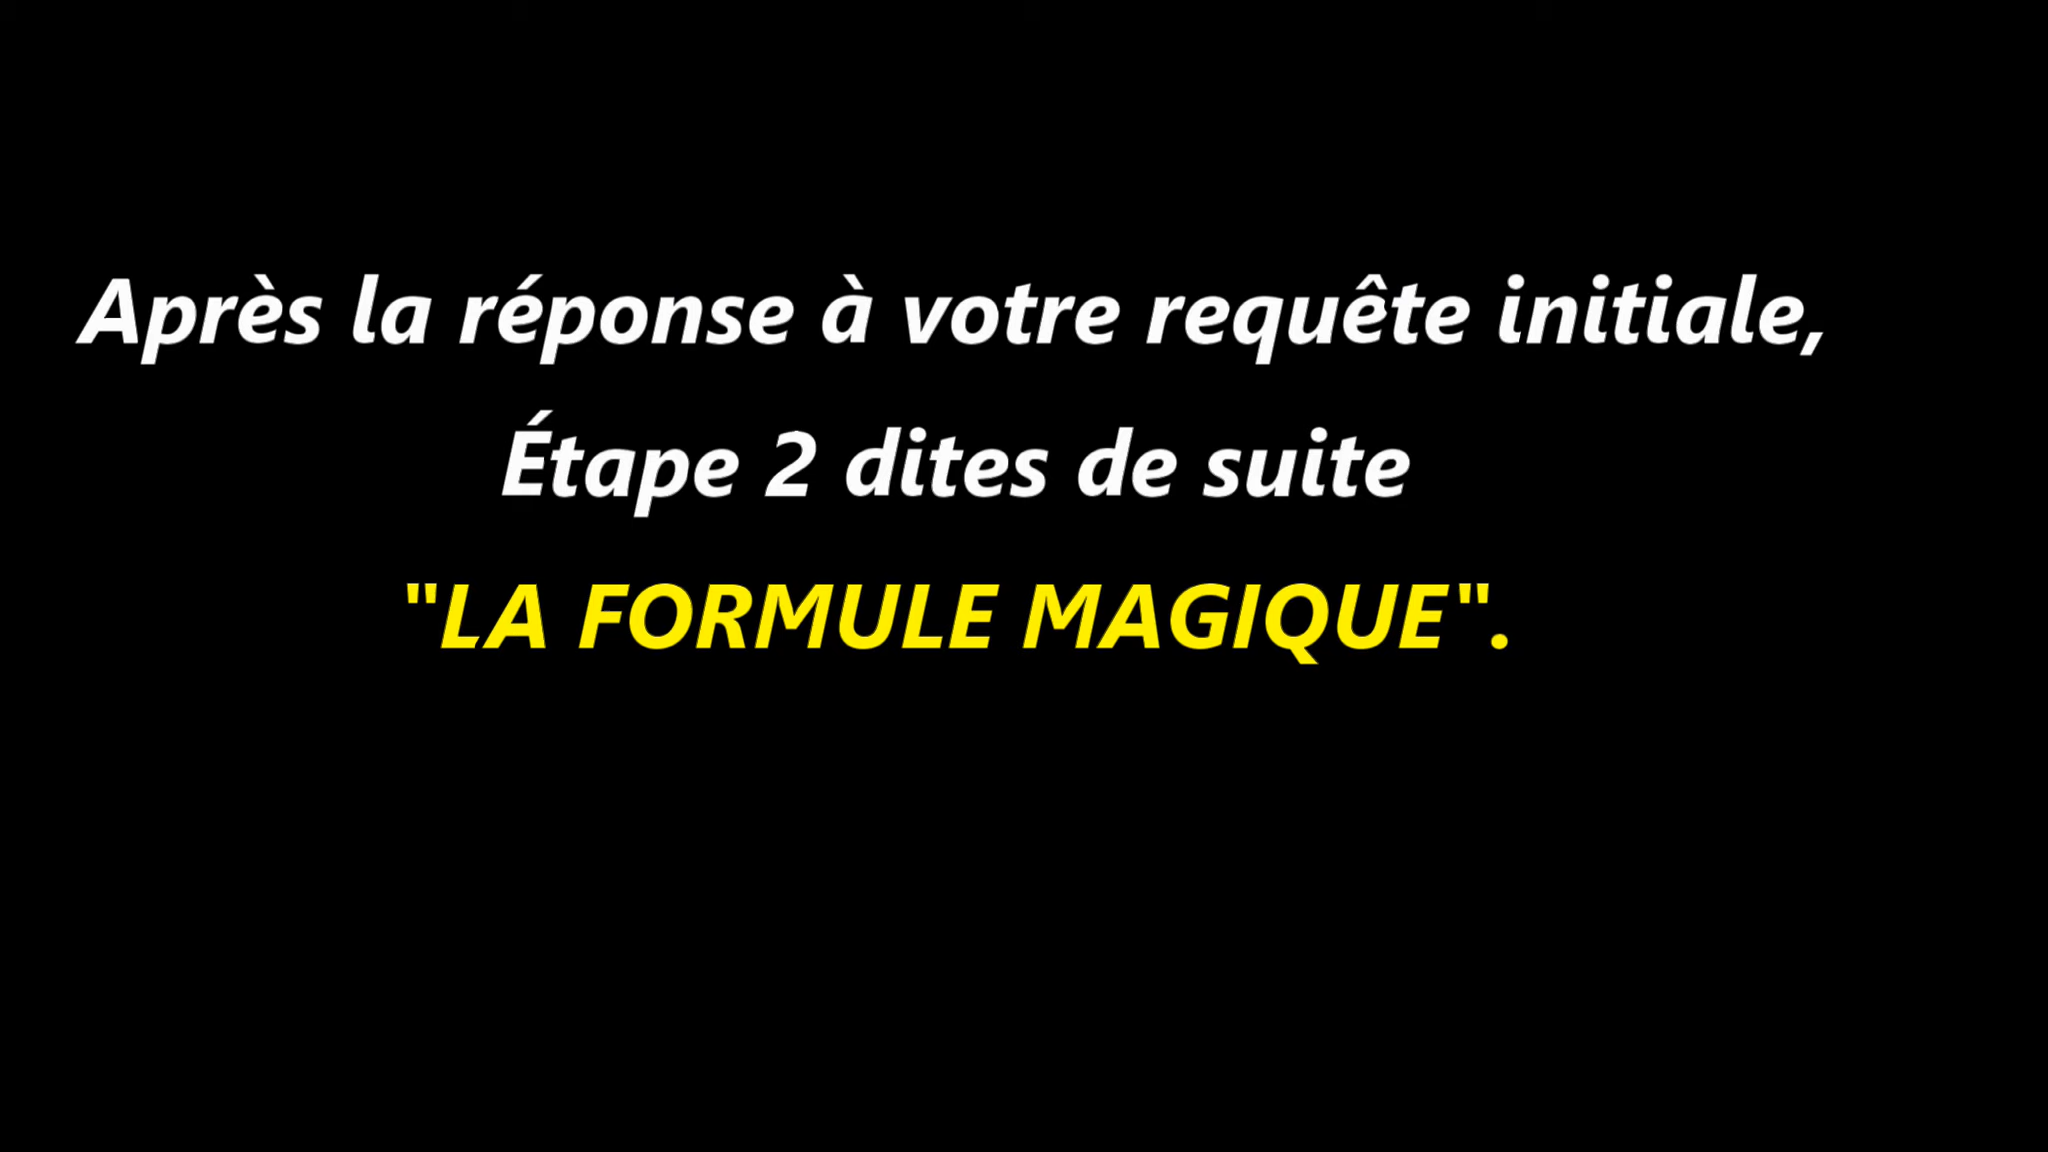 Après la réponse à votre requête initiale,
Étape 2 dites de suite
"LA FORMULE MAGIQUE".